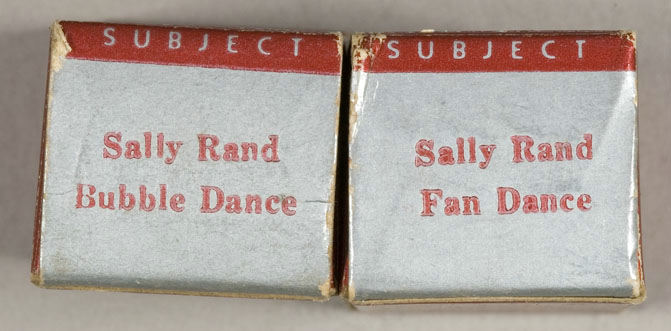 SUBJECT
Sally Rand
Bubble Dance
SUBJECT
Sally Rand
Fan Dance